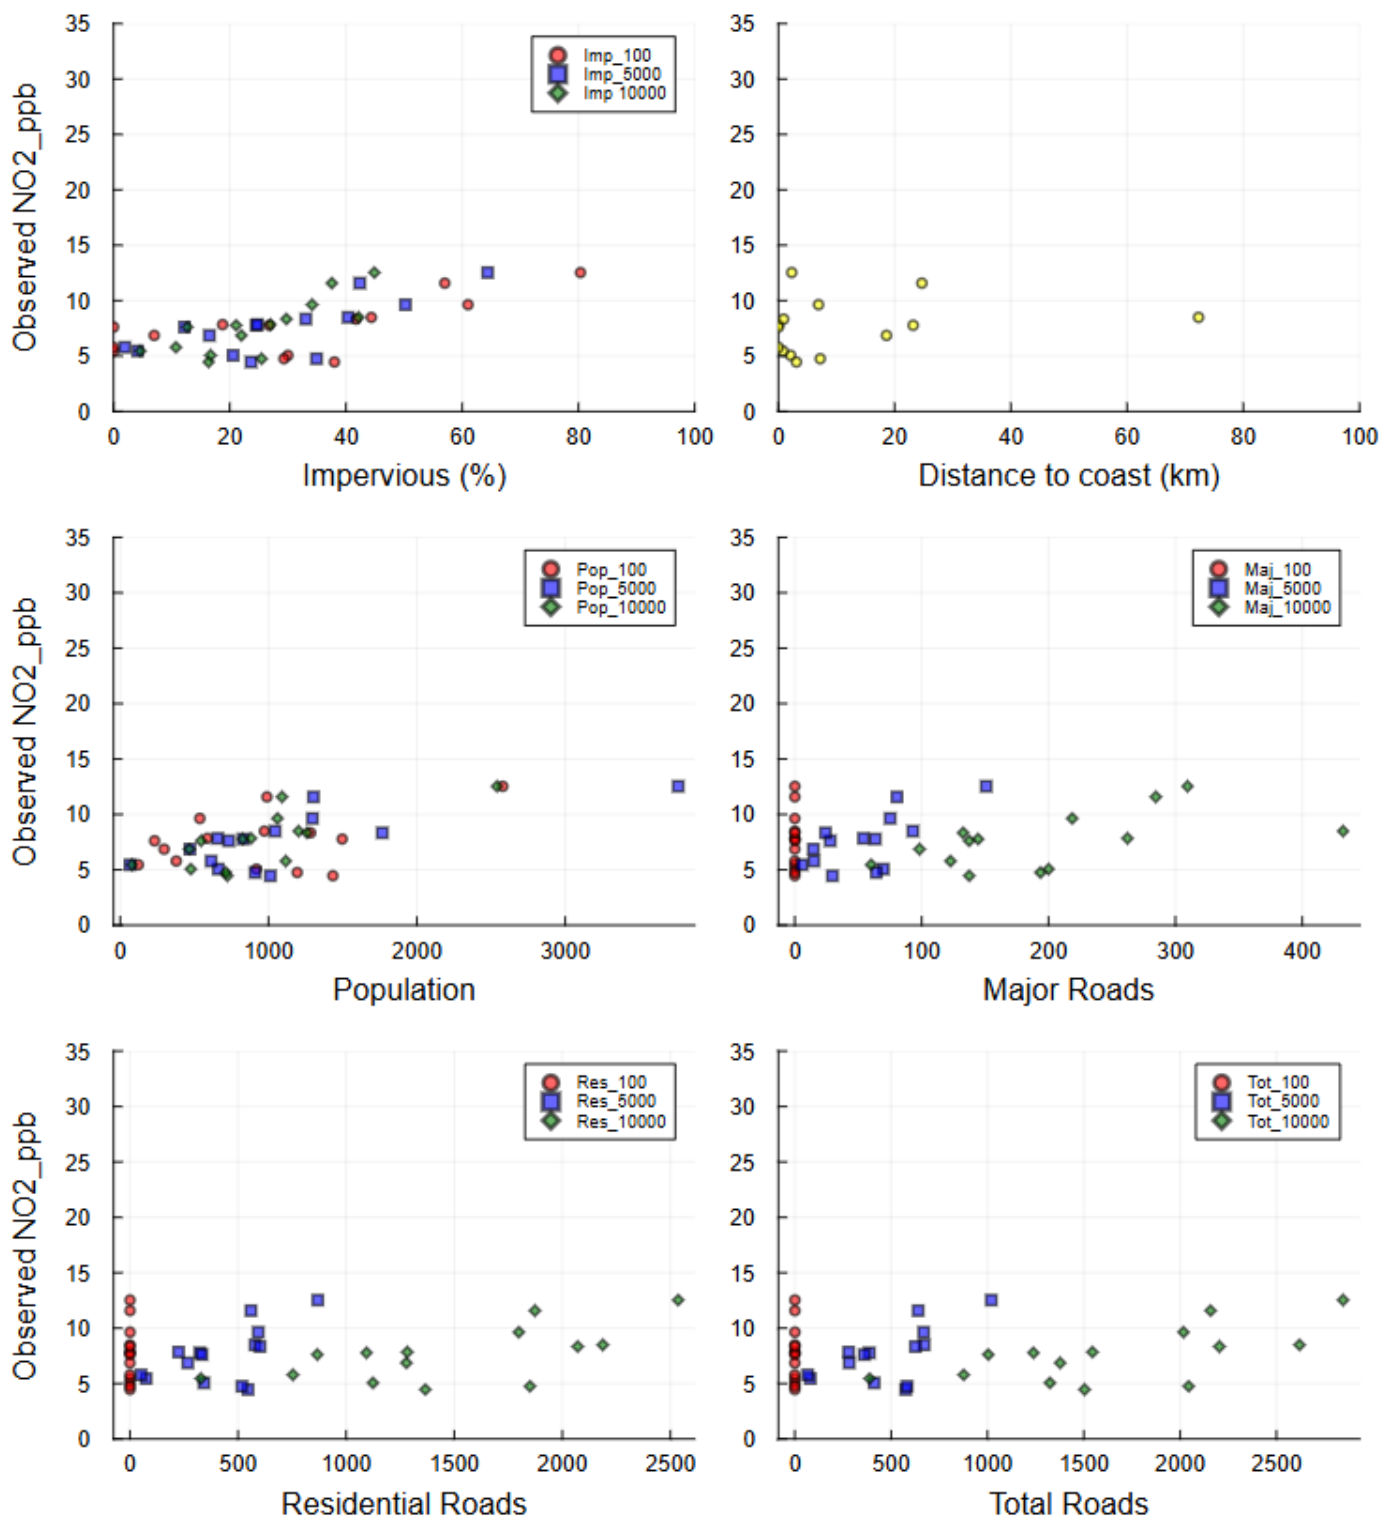 Observed NO2_ppb
35
30
25
20
15
10
5
0
Imp_100
Imp_5000
Imp 10000
0 20 40 60 80 100
Impervious (%)
35
30
25
20
15
10
5
0
0 20 40 60 80 100
Distance to coast (km)
Observed NO2_ppb
35
30
25
20
15
10
5
0
Pop_100
Pop_5000
Pop_10000
0 1000 2000 3000
Population
35
30
25
20
15
10
5
0
Maj_100
Maj_5000
Maj_10000
0 100 200 300 400
Major Roads
Observed NO2_ppb
35
30
25
20
15
10
5
0
Res_100
Res_5000
Res_10000
0 500 1000 1500 2000 2500
Residential Roads
35
30
25
20
15
10
5
0
Tot_100
Tot_5000
Tot_10000
0 500 1000 1500 2000 2500
Total Roads